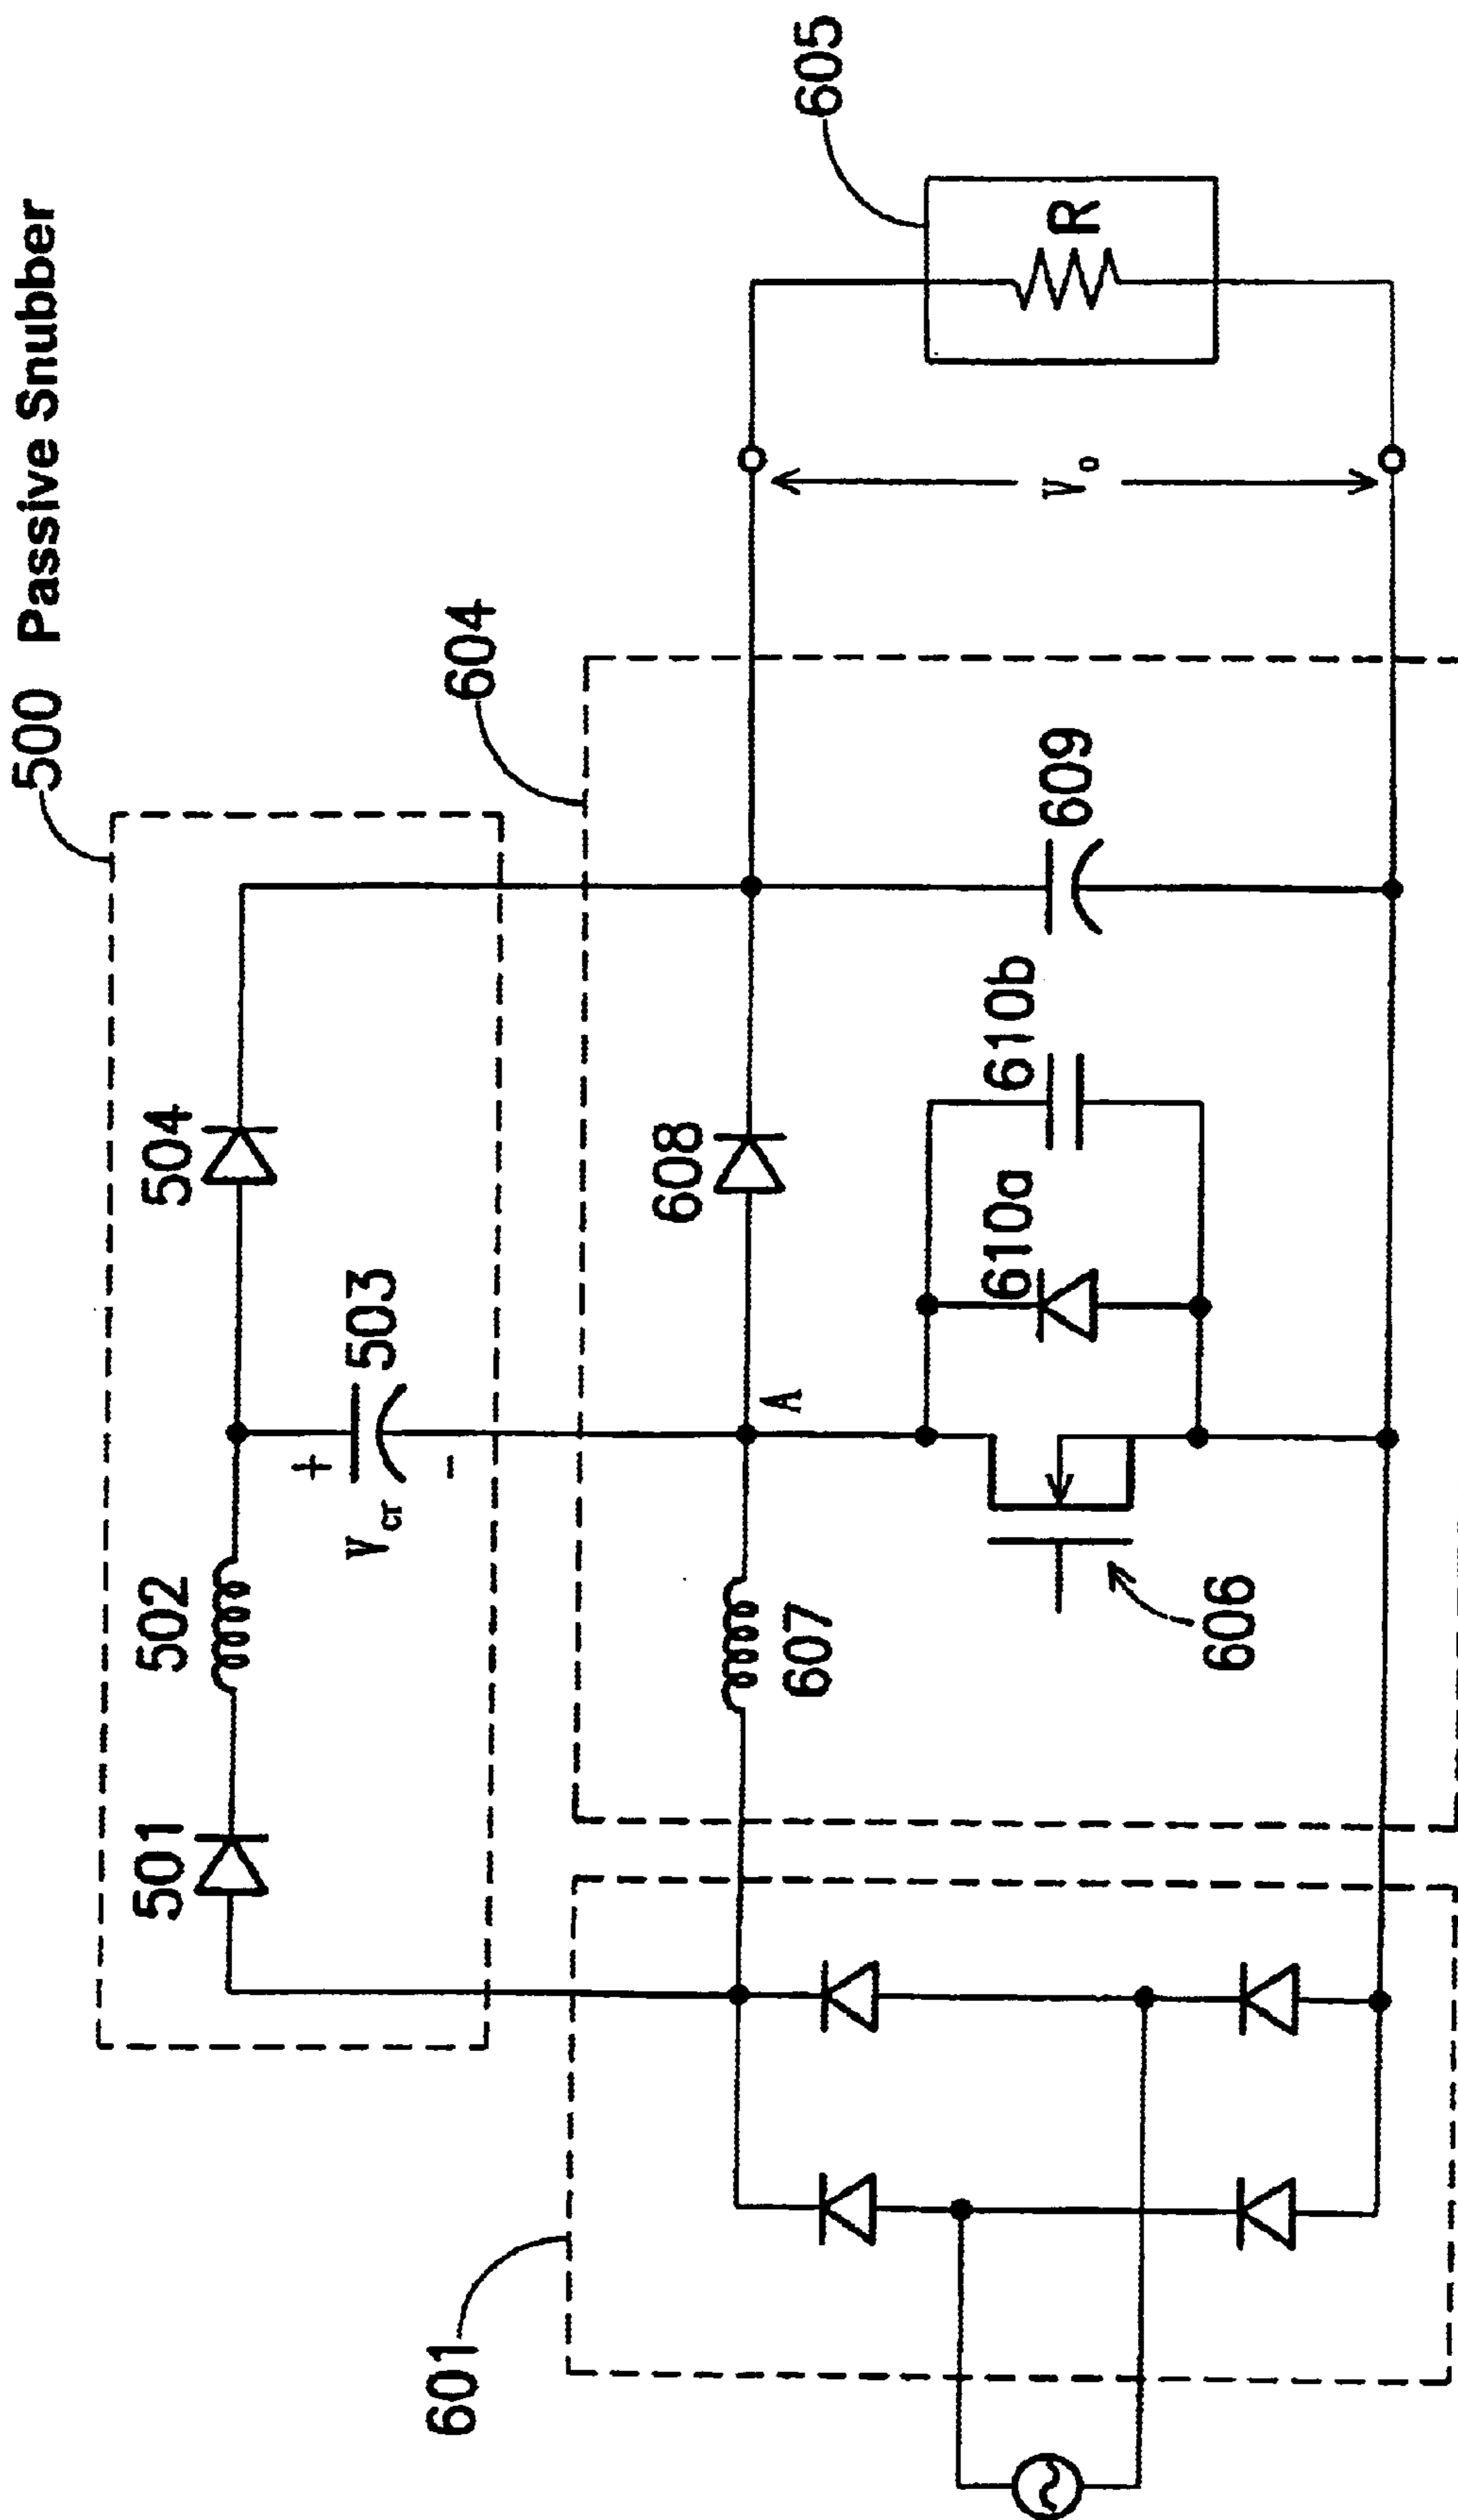 500 Passive Snubber
501
502
504
503
+
V cr
-
604
601
607
A
608
605
610a
610b
609
606
V o
R